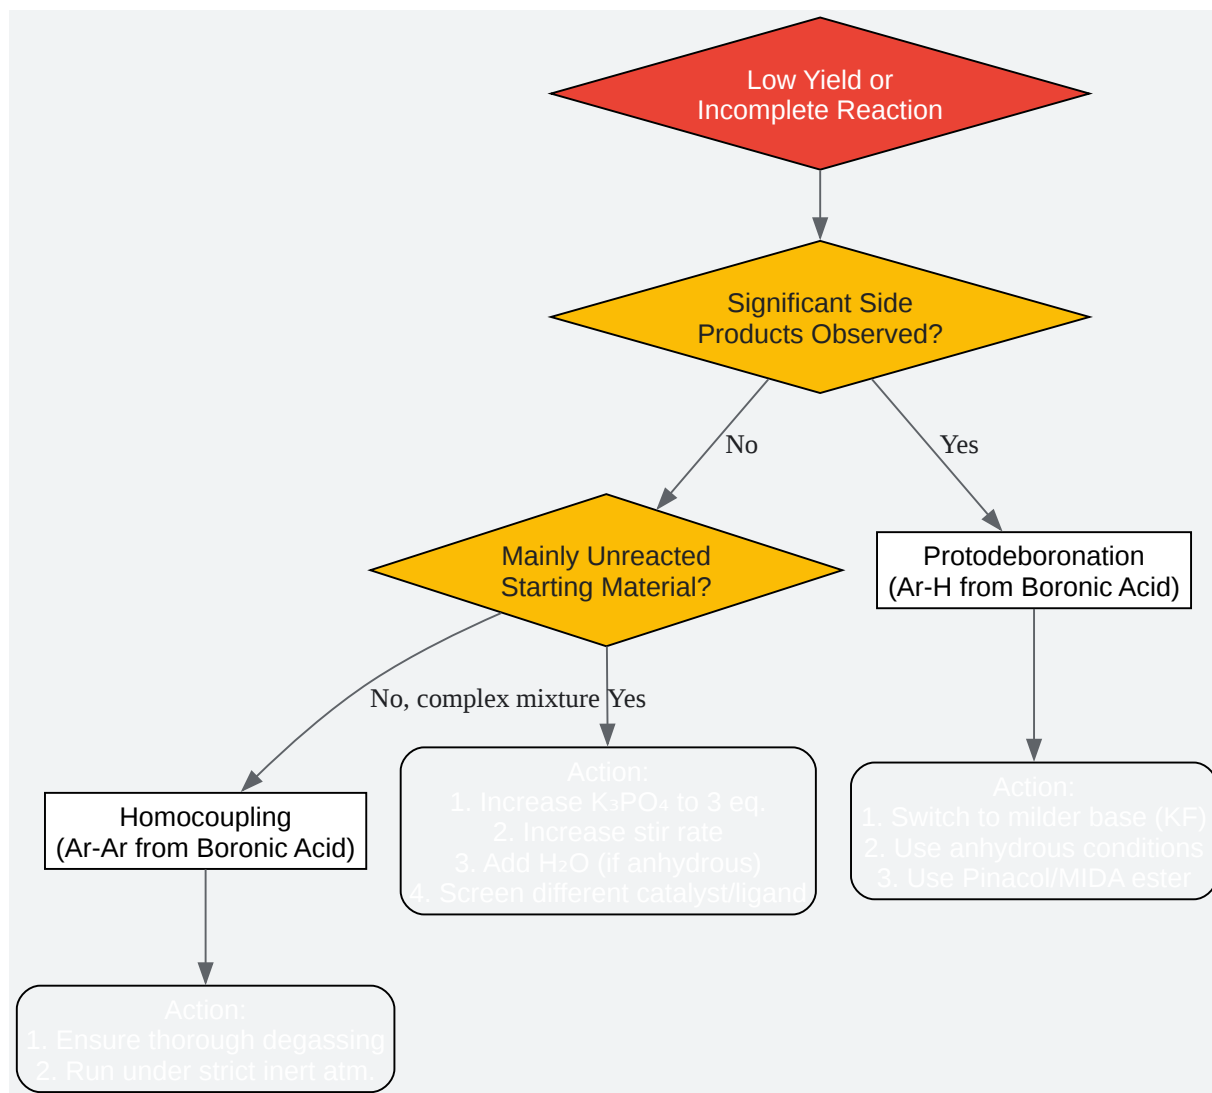 Low Yield or
Incomplete Reaction
Significant Side
Products Observed?
No
Yes
Mainly Unreacted
Starting Material?
Protodeboronation
(Ar-H from Boronic Acid)
No, complex mixture
Yes
Action:
1. Increase K₃PO₄ to 3 eq.
2. Increase stir rate
3. Add H₂O (if anhydrous)
4. Screen different catalyst/ligand
Action:
1. Switch to milder base (KF)
2. Use anhydrous conditions
3. Use Pinacol/MIDA ester
Homocoupling
(Ar-Ar from Boronic Acid)
Action:
1. Ensure thorough degassing
2. Run under strict inert atm.